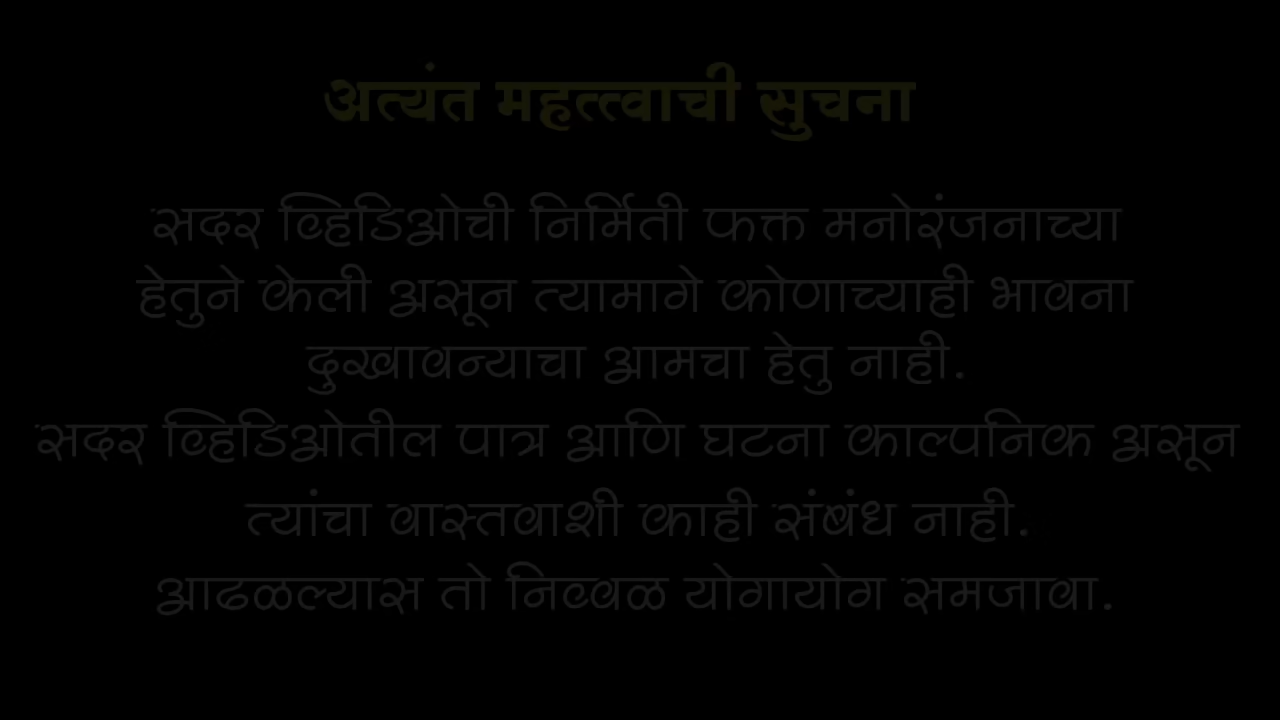 अत्यंत महत्त्वाची सुचना
सदर व्हिडिओची निर्मिती फक्त मनोरंजनाच्या
हेतुने केली असून त्यामागे कोणाच्याही भावना
दुखावन्याचा आमचा हेतु नाही.
सदर व्हिडिओतील पात्र आणि घटना काल्पनिक असून
त्यांचा वास्तवाशी काही संबंध नाही.
आढळल्यास तो निव्वळ योगायोग समजावा.